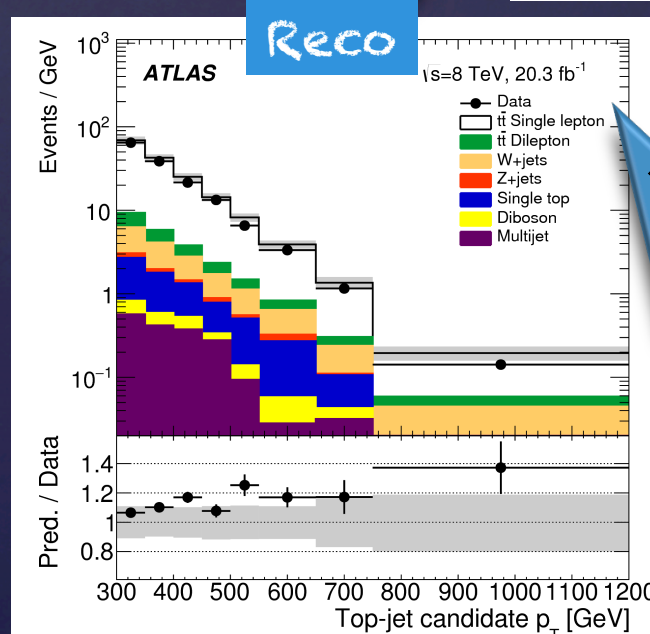 Reco
10³
ATLAS
√s=8 TeV, 20.3 fb⁻¹
Events / GeV
Data
tt̄ Single lepton
tt̄ Dilepton
W+jets
Z+jets
Single top
Diboson
Multijet
10²
10
1
10⁻¹
Pred. / Data
1.4
1.2
1
0.8
300 400 500 600 700 800 900 1000 1100 1200
Top-jet candidate p_T [GeV]